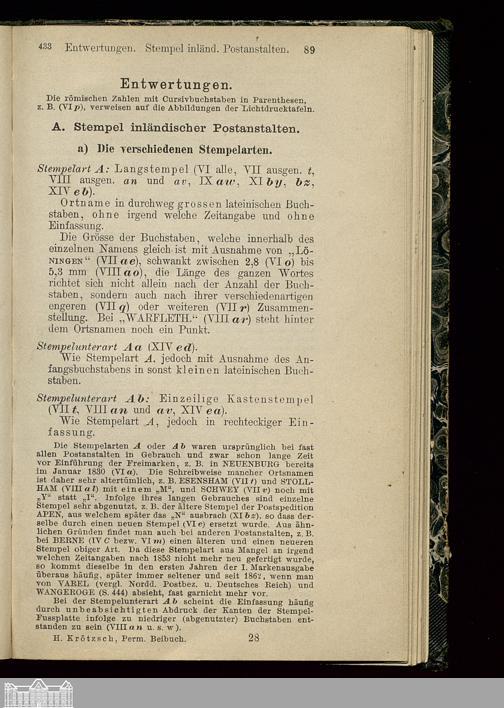 433 Entwertungen. Stempel inländ. Postanstalten. 89
Entwertungen.
Die römischen Zahlen mit Cursivbuchstaben in Parenthesen,
z. B. (VI p), verweisen auf die Abbildungen der Lichtdrucktafeln.
A. Stempel inländischer Postanstalten.
a) Die verschiedenen Stempelarten.
Stempelart A: Langstempel (VI alle, VII ausgen. t,
VIII ausgen. an und av, IX aw, XI by, bz,
XIV eb).
Ortname in durchweg grossen lateinischen Buch-
staben, ohne irgend welche Zeitangabe und ohne
Einfassung.
Die Grösse der Buchstaben, welche innerhalb des
einzelnen Namens gleich ist mit Ausnahme von „Lö-
NINGEN“ (VII ae), schwankt zwischen 2,8 (VI o) bis
5,3 mm (VIII ao), die Länge des ganzen Wortes
richtet sich nicht allein nach der Anzahl der Buch-
staben, sondern auch nach ihrer verschiedenartigen
engeren (VII q) oder weiteren (VII r) Zusammen-
stellung. Bei „WARFLETH.“ (VIII ar) steht hinter
dem Ortsnamen noch ein Punkt.
Stempelunterart Aa (XIV ed).
Wie Stempelart A, jedoch mit Ausnahme des An-
fangsbuchstabens in sonst kleinen lateinischen Buch-
staben.
Stempelunterart Ab: Einzeilige Kastenstempel
(VII t, VIII an und av, XIV ea).
Wie Stempelart A, jedoch in rechteckiger Ein-
fassung.
Die Stempelarten A oder Ab waren ursprünglich bei fast
allen Postanstalten in Gebrauch und zwar schon lange Zeit
vor Einführung der Freimarken, z. B. in NEUENBURG bereits
im Januar 1830 (VI a). Die Schreibweise mancher Ortsnamen
ist daher sehr altertümlich, z. B. ESENSHAM (VII t) und STOLL-
HAM (VIII al) mit einem „M“, und SCHWEY (VII v) noch mit
„Y“ statt „I“. Infolge ihres langen Gebrauches sind einzelne
Stempel sehr abgenutzt, z. B. der ältere Stempel der Postspedition
APEN, aus welchem später das „N“ ausbrach (XI bz), so dass der-
selbe durch einen neuen Stempel (VI e) ersetzt wurde. Aus ähn-
lichen Gründen findet man auch bei anderen Postanstalten, z. B.
bei BERNE (IV C bezw. VI m) einen älteren und einen neueren
Stempel obiger Art. Da diese Stempelart aus Mangel an irgend
welchen Zeitangaben nach 1853 nicht mehr neu gefertigt wurde,
so kommt dieselbe in den ersten Jahren der I. Markenausgabe
überaus häufig, später immer seltener und seit 1862, wenn man
von VAREL (vergl. Nordd. Postbez. u. Deutsches Reich) und
WANGEROGE (S. 444) absieht, fast garnicht mehr vor.
Bei der Stempelunterart Ab scheint die Einfassung häufig
durch unbeabsichtigten Abdruck der Kanten der Stempel-
Fussplatte infolge zu niedriger (abgenutzter) Buchstaben ent-
standen zu sein (VIII an u. s. w).
H. Krötzsch, Perm. Beibuch. 28